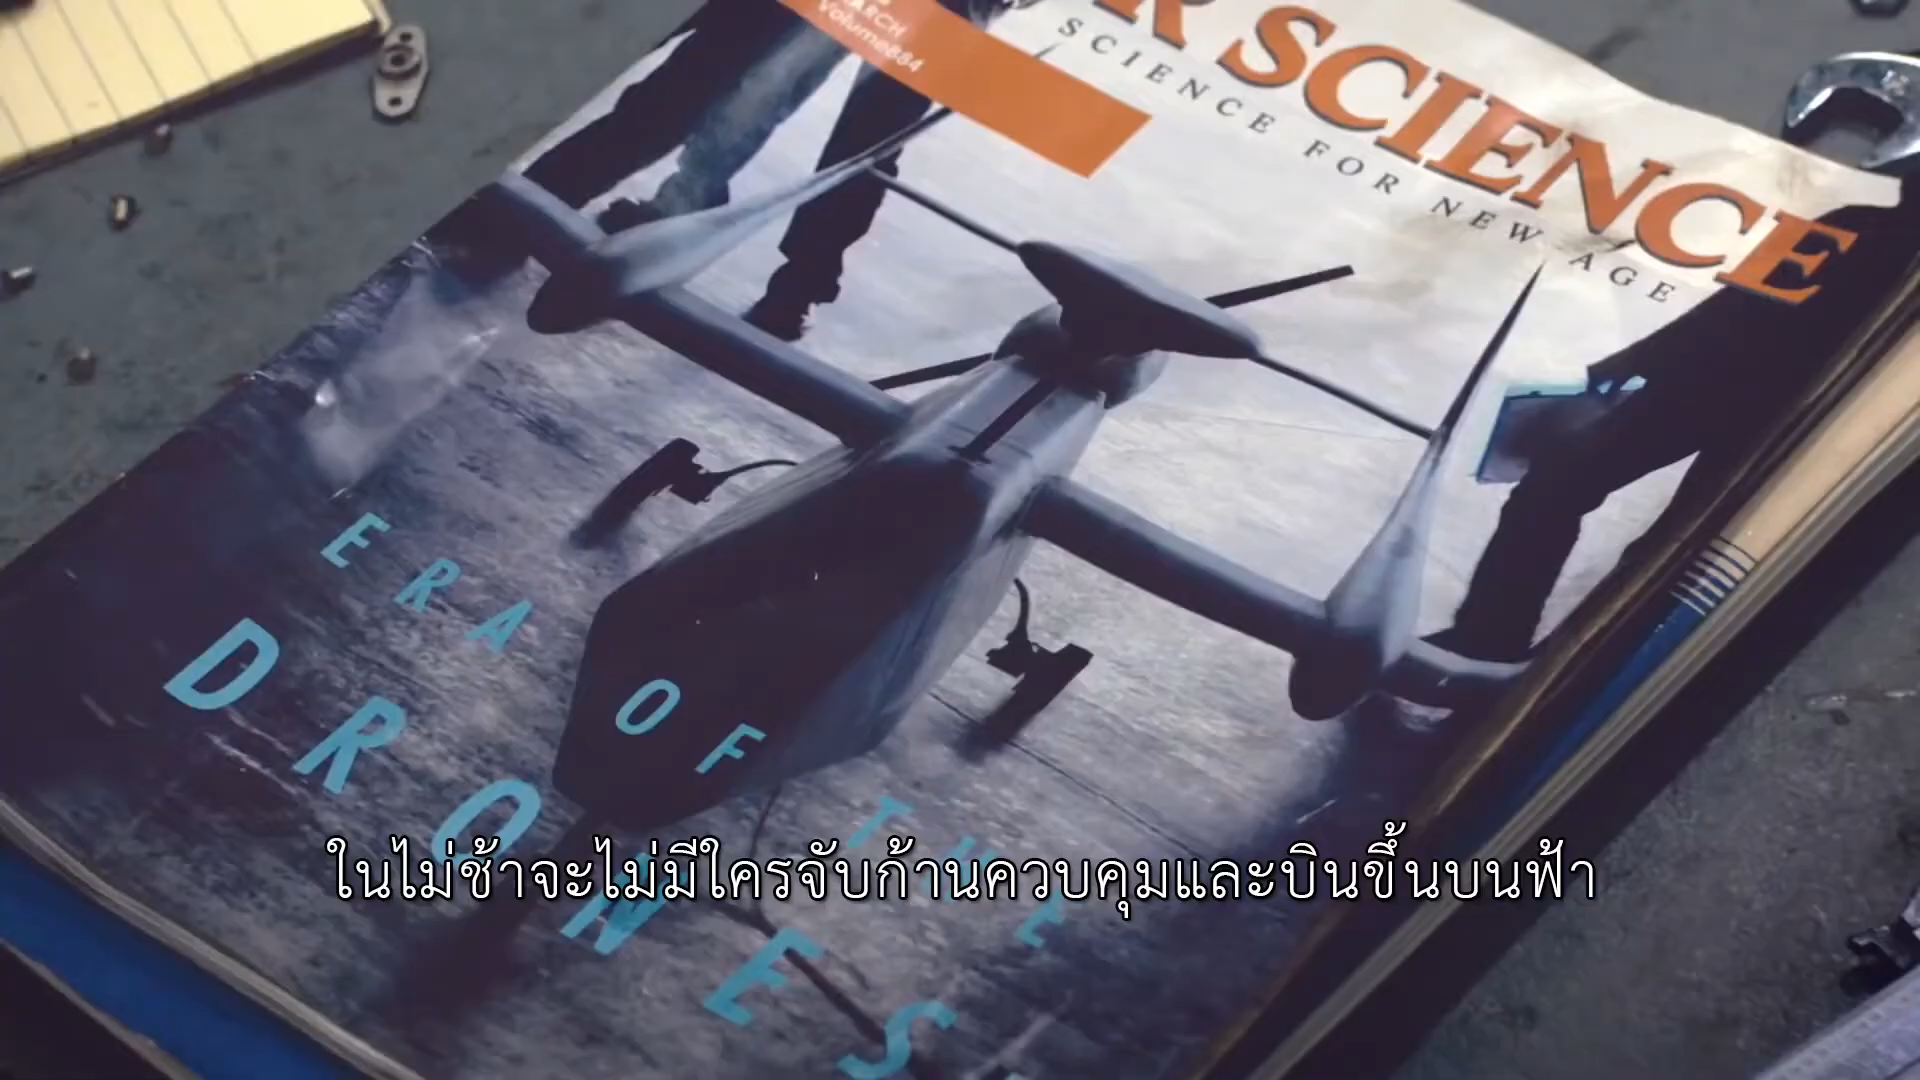 ARCH
Volume884
SCIENCE
SCIENCE FOR NEW AGE
ERA OF THE
DRONES
ในไม่ช้าจะไม่มีใครจับก้านควบคุมและบินขึ้นบนฟ้า